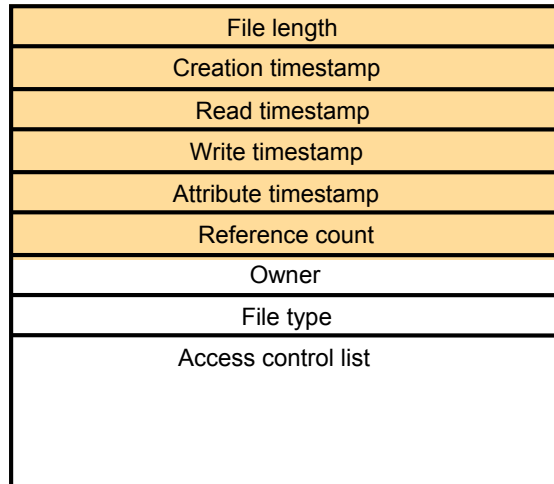 File length
Creation timestamp
Read timestamp
Write timestamp
Attribute timestamp
Reference count
Owner
File type
Access control list